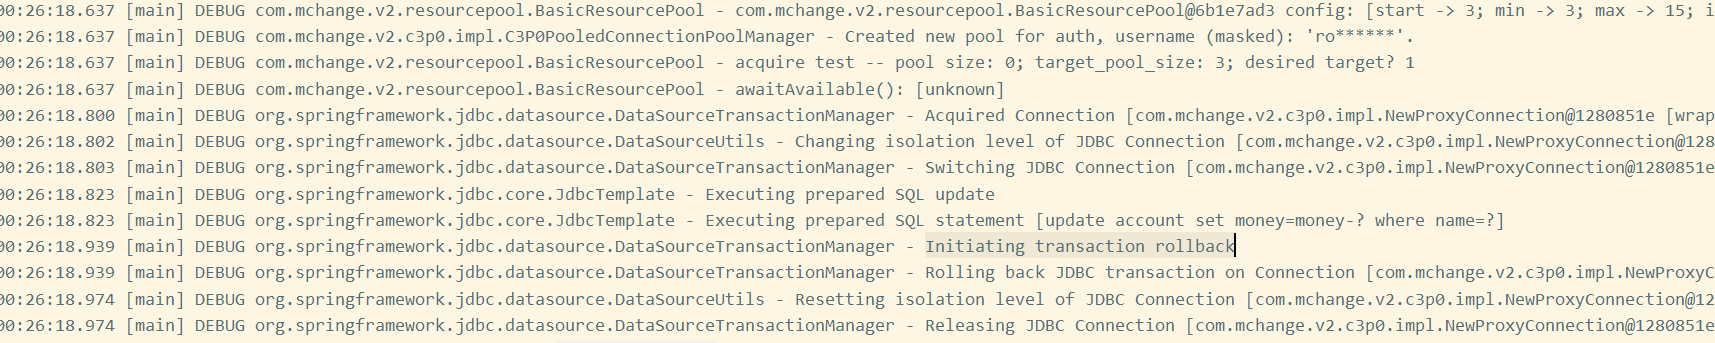 00:26:18.637 [main] DEBUG com.mchange.v2.resourcepool.BasicResourcePool - com.mchange.v2.resourcepool.BasicResourcePool@6b1e7ad3 config: [start -> 3; min -> 3; max -> 15; i
00:26:18.637 [main] DEBUG com.mchange.v2.c3p0.impl.C3P0PooledConnectionPoolManager - Created new pool for auth, username (masked): 'ro******'.
00:26:18.637 [main] DEBUG com.mchange.v2.resourcepool.BasicResourcePool - acquire test -- pool size: 0; target_pool_size: 3; desired target? 1
00:26:18.637 [main] DEBUG com.mchange.v2.resourcepool.BasicResourcePool - awaitAvailable(): [unknown]
00:26:18.800 [main] DEBUG org.springframework.jdbc.datasource.DataSourceTransactionManager - Acquired Connection [com.mchange.v2.c3p0.impl.NewProxyConnection@1280851e [wrap
00:26:18.802 [main] DEBUG org.springframework.jdbc.datasource.DataSourceUtils - Changing isolation level of JDBC Connection [com.mchange.v2.c3p0.impl.NewProxyConnection@128
00:26:18.803 [main] DEBUG org.springframework.jdbc.datasource.DataSourceTransactionManager - Switching JDBC Connection [com.mchange.v2.c3p0.impl.NewProxyConnection@1280851e
00:26:18.823 [main] DEBUG org.springframework.jdbc.core.JdbcTemplate - Executing prepared SQL update
00:26:18.823 [main] DEBUG org.springframework.jdbc.core.JdbcTemplate - Executing prepared SQL statement [update account set money=money-? where name=?]
00:26:18.939 [main] DEBUG org.springframework.jdbc.datasource.DataSourceTransactionManager - Initiating transaction rollback
00:26:18.939 [main] DEBUG org.springframework.jdbc.datasource.DataSourceTransactionManager - Rolling back JDBC transaction on Connection [com.mchange.v2.c3p0.impl.NewProxyC
00:26:18.974 [main] DEBUG org.springframework.jdbc.datasource.DataSourceUtils - Resetting isolation level of JDBC Connection [com.mchange.v2.c3p0.impl.NewProxyConnection@12
00:26:18.974 [main] DEBUG org.springframework.jdbc.datasource.DataSourceTransactionManager - Releasing JDBC Connection [com.mchange.v2.c3p0.impl.NewProxyConnection@1280851e